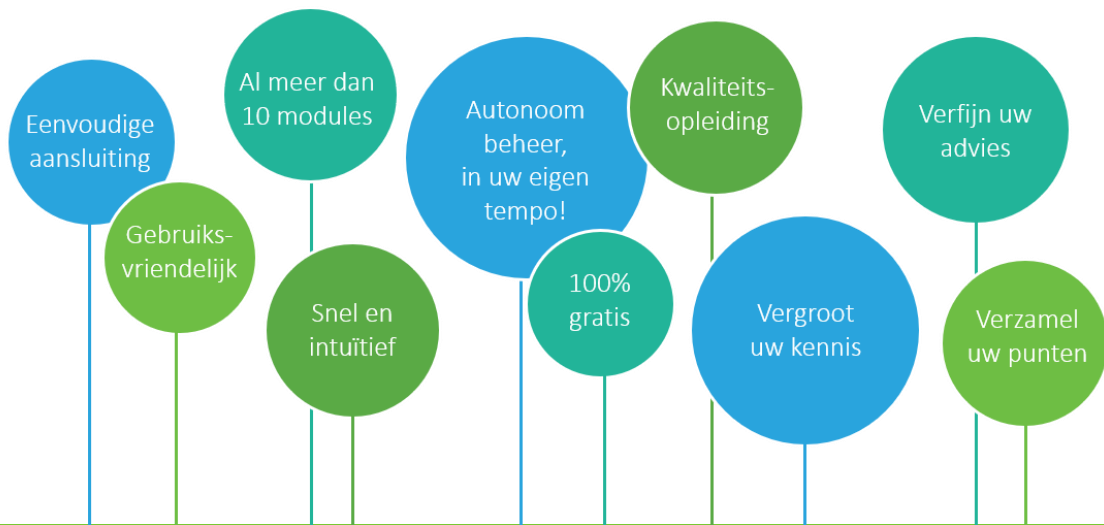 Eenvoudige
aansluiting
Gebruiks-
vriendelijk
Al meer dan
10 modules
Snel en
intuïtief
Autonoom
beheer,
in uw eigen
tempo!
100%
gratis
Kwaliteits-
opleiding
Vergroot
uw kennis
Verfijn uw
advies
Verzamel
uw punten